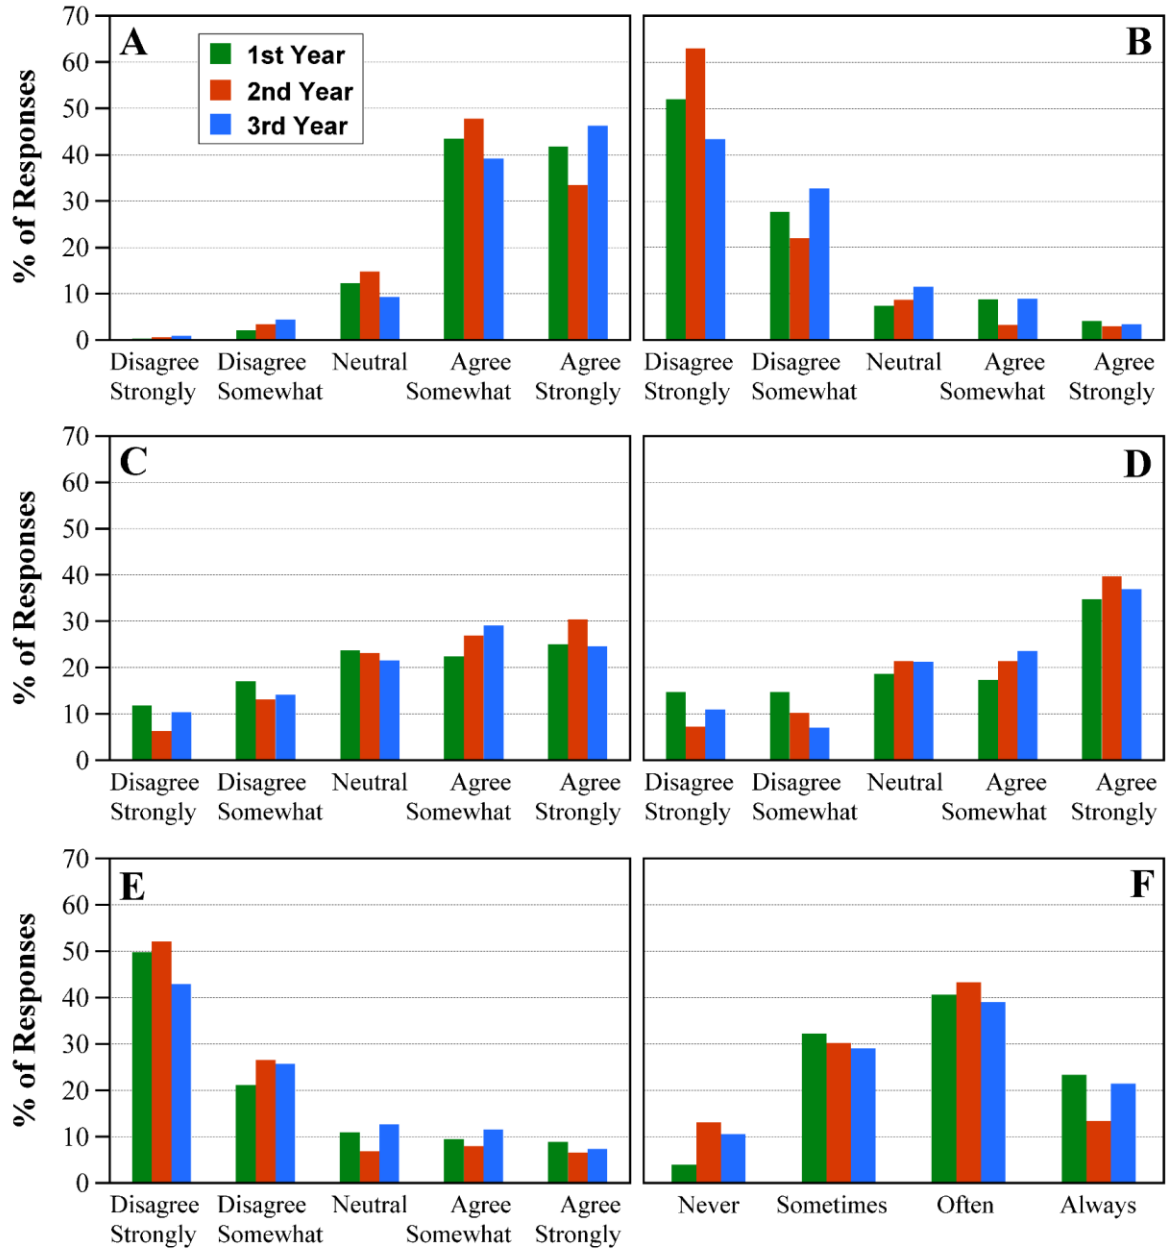 A
1st Year
2nd Year
3rd Year
% of Responses
70
60
50
40
30
20
10
0
Disagree Strongly
Disagree Somewhat
Neutral
Agree Somewhat
Agree Strongly
B
Disagree Strongly
Disagree Somewhat
Neutral
Agree Somewhat
Agree Strongly
C
% of Responses
70
60
50
40
30
20
10
0
Disagree Strongly
Disagree Somewhat
Neutral
Agree Somewhat
Agree Strongly
D
Disagree Strongly
Disagree Somewhat
Neutral
Agree Somewhat
Agree Strongly
E
% of Responses
70
60
50
40
30
20
10
0
Disagree Strongly
Disagree Somewhat
Neutral
Agree Somewhat
Agree Strongly
F
Never
Sometimes
Often
Always